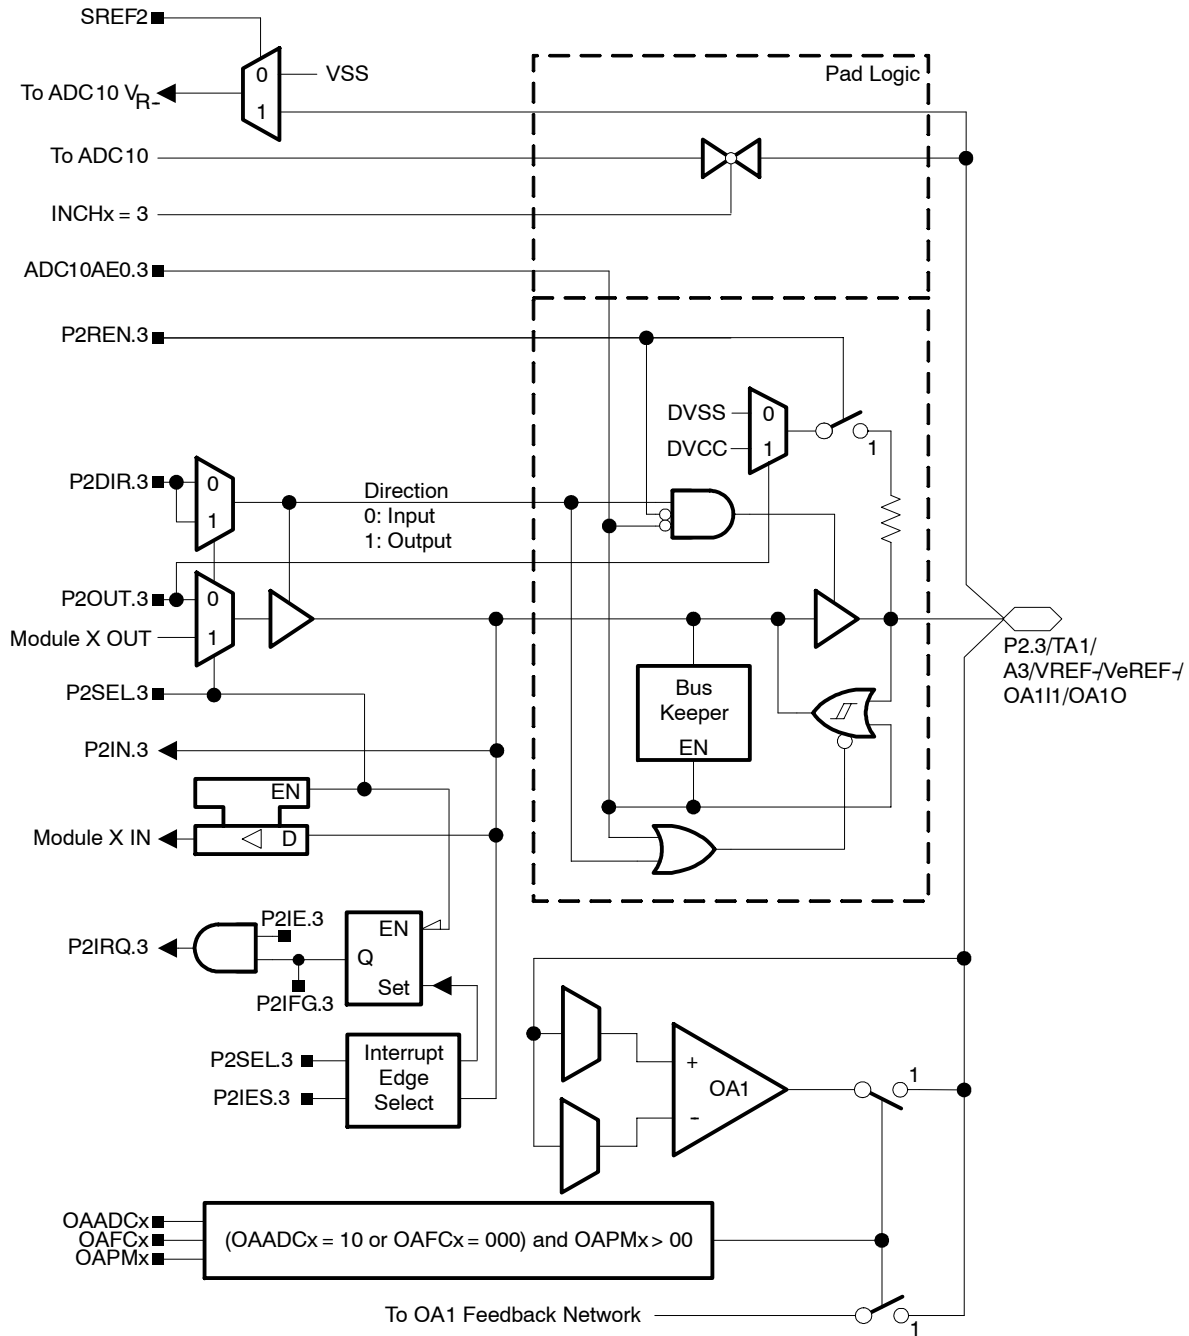 SREF2
0
VSS
Pad Logic
To ADC10 VR-
1
To ADC10
INCHx = 3
ADC10AE0.3
P2REN.3
DVSS
0
DVCC
1
1
P2DIR.3
0
1
Direction
0: Input
1: Output
P2OUT.3
0
Module X OUT
1
P2.3/TA1/
A3/VREF-/VeREF-/
OA1I1/OA1O
P2SEL.3
Bus
Keeper
EN
P2IN.3
EN
Module X IN
D
P2IE.3
EN
P2IRQ.3
Q
Set
P2IFG.3
P2SEL.3
P2IES.3
Interrupt
Edge
Select
+
OA1
-
1
OAADCx
OAFCx
OAPMx
(OAADCx = 10 or OAFCx = 000) and OAPMx > 00
To OA1 Feedback Network
1